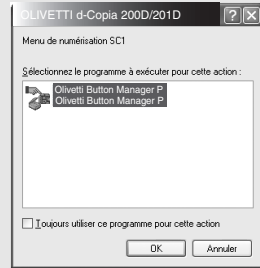 OLIVETTI d-Copia 200D/201D
Menu de numérisation SC1
Sélectionnez le programme à exécuter pour cette action :
Olivetti Button Manager P
Olivetti Button Manager P
Toujours utiliser ce programme pour cette action
OK
Annuler